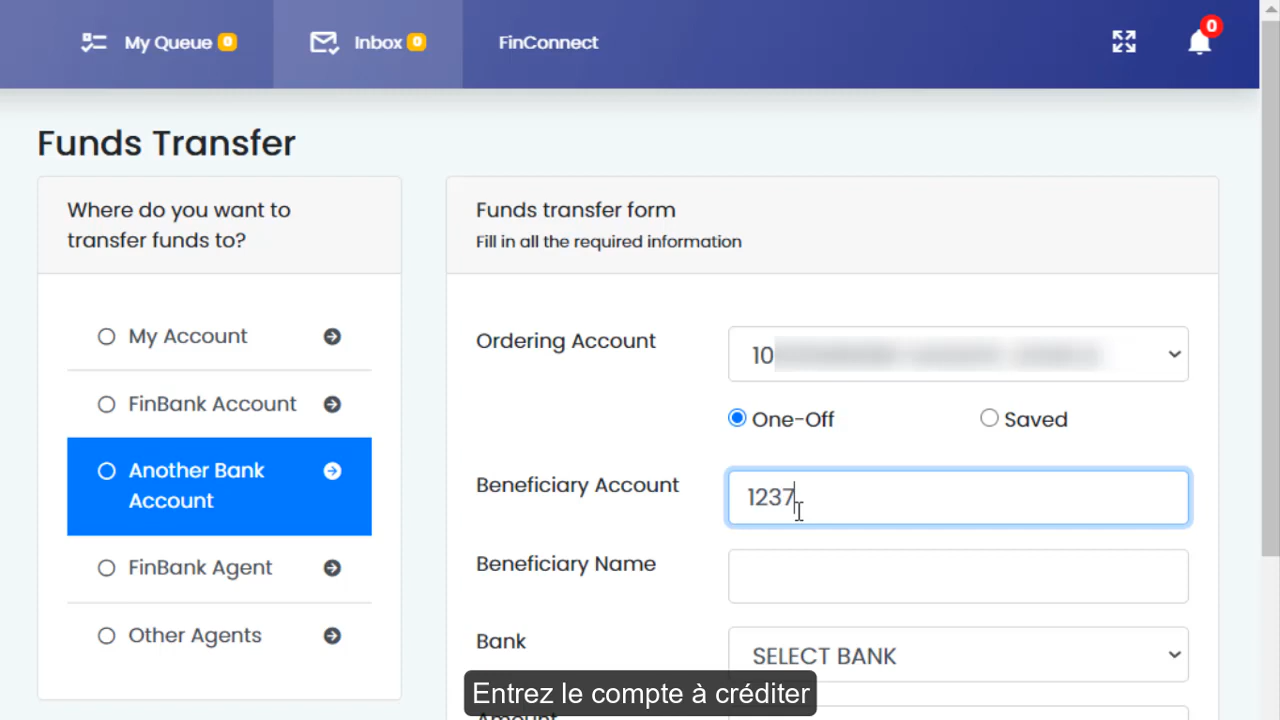 My Queue 0
Inbox 0
FinConnect
0
Funds Transfer
Where do you want to
transfer funds to?
My Account
FinBank Account
Another Bank
Account
FinBank Agent
Other Agents
Funds transfer form
Fill in all the required information
Ordering Account
10
One-Off
Saved
Beneficiary Account
1237
Beneficiary Name
Bank
SELECT BANK
Amount
Entrez le compte à créditer